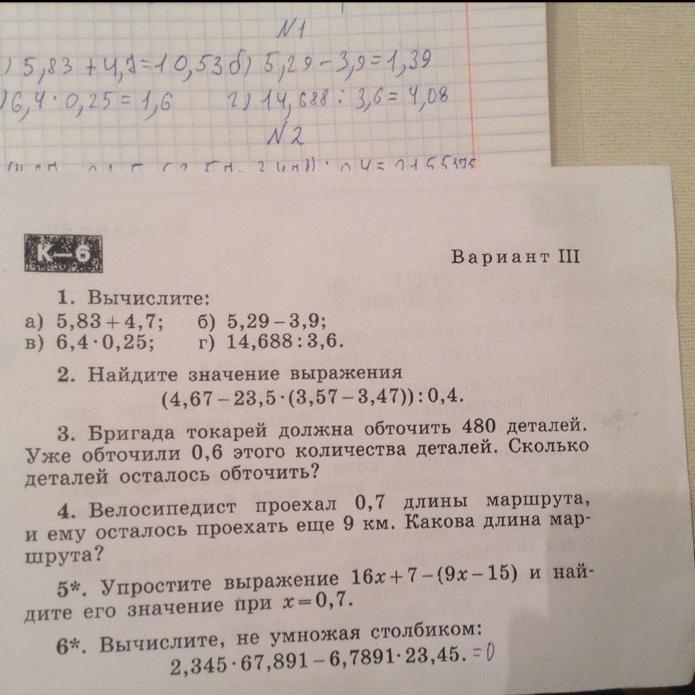 N1
) 5,83 + 4,7 = 10,53 б) 5,29 - 3,9 = 1,39
) 6,4 · 0,25 = 1,6 г) 14,688 : 3,6 = 4,08
N2
К—6
Вариант III
1. Вычислите:
а) 5,83 + 4,7; б) 5,29 – 3,9;
в) 6,4 · 0,25; г) 14,688 : 3,6.
2. Найдите значение выражения
(4,67 – 23,5 · (3,57 – 3,47)) : 0,4.
3. Бригада токарей должна обточить 480 деталей.
Уже обточили 0,6 этого количества деталей. Сколько
деталей осталось обточить?
4. Велосипедист проехал 0,7 длины маршрута,
и ему осталось проехать еще 9 км. Какова длина мар-
шрута?
5*. Упростите выражение 16x + 7 – (9x – 15) и най-
дите его значение при x = 0,7.
6*. Вычислите, не умножая столбиком:
2,345 · 67,891 – 6,7891 · 23,45. = 0